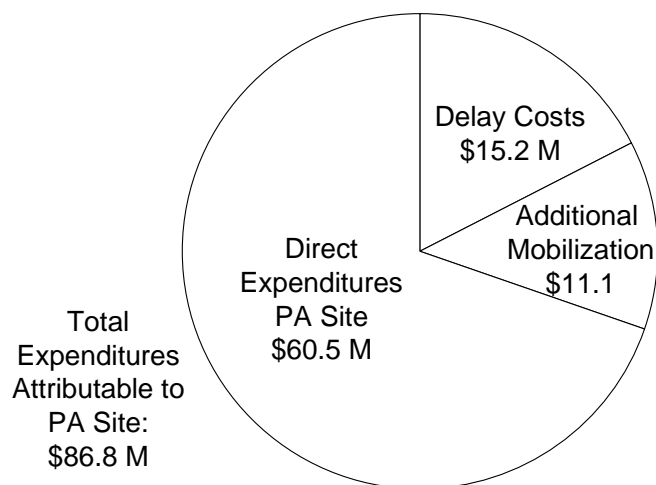 Delay Costs
$15.2 M
Additional
Mobilization
$11.1
Direct
Expenditures
PA Site
$60.5 M
Total
Expenditures
Attributable to
PA Site:
$86.8 M